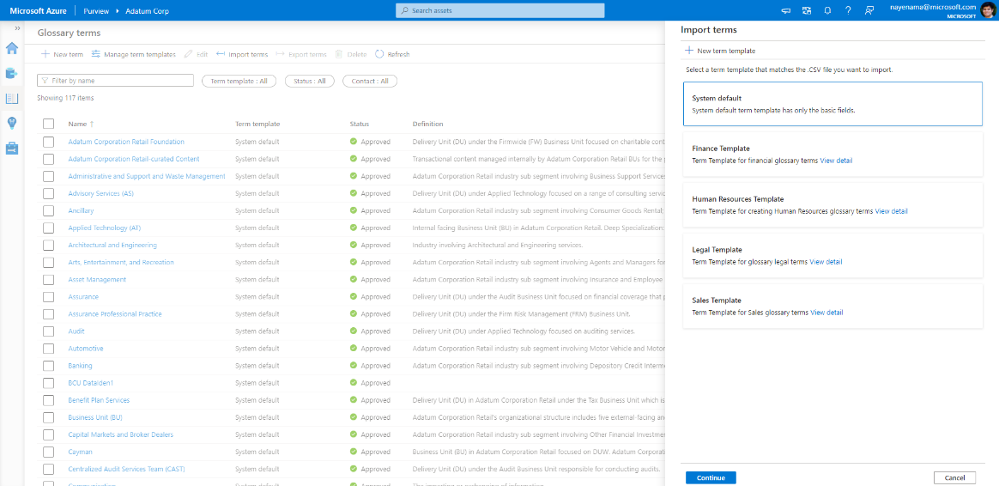 Microsoft Azure Purview Adatum Corp Search assets nayenama@microsoft.com
MICROSOFT
Glossary terms
New term Manage term templates Edit Import terms Export terms Delete Refresh
Filter by name Term template : All Status : All Contact : All
Showing 117 items
Name ↑ Term template Status Definition
Adatum Corporation Retail Foundation System default Approved Delivery Unit (DU) under the Firmwide (FW) Business Unit focused on charitable cont
Adatum Corporation Retail-curated Content System default Approved Transactional content managed internally by Adatum Corporation Retail BUs for the p
Administrative and Support and Waste Management System default Approved Adatum Corporation Retail industry sub segment involving Business Support Service
Advisory Services (AS) System default Approved Delivery Unit (DU) under Applied Technology focused on a range of consulting servic
Ancillary System default Approved Adatum Corporation Retail industry sub segment involving Consumer Goods Rental;
Applied Technology (AT) System default Approved Internal facing Business Unit (BU) in Adatum Corporation Retail. Deep Specialization;
Architectural and Engineering System default Approved Industry involving Architectural and Engineering services.
Arts, Entertainment, and Recreation System default Approved Adatum Corporation Retail industry sub segment involving Agents and Managers fo
Asset Management System default Approved Adatum Corporation Retail industry sub segment involving Insurance and Employee
Assurance System default Approved Delivery Unit (DU) under the Audit Business Unit focused on financial coverage that p
Assurance Professional Practice System default Approved Delivery Unit (DU) under the Firm Risk Management (FRM) Business Unit.
Audit System default Approved Delivery Unit (DU) under Applied Technology focused on auditing services.
Automotive System default Approved Adatum Corporation Retail industry sub segment involving Motor Vehicle and Motor
Banking System default Approved Adatum Corporation Retail industry sub segment involving Depository Credit Interm
BCU Dataiden1 System default Approved
Benefit Plan Services System default Approved Delivery Unit (DU) in Adatum Corporation Retail under the Tax Business Unit which is
Business Unit (BU) System default Approved Adatum Corporation Retail's organizational structure includes five external-facing an
Capital Markets and Broker Dealers System default Approved Adatum Corporation Retail industry sub segment involving Other Financial Investme
Cayman System default Approved Business Unit (BU) in Adatum Corporation Retail focused on DUW. Adatum Corpora
Centralized Audit Services Team (CAST) System default Approved Delivery Unit (DU) under the Audit Business Unit responsible for conducting audits.
Import terms
New term template
Select a term template that matches the .CSV file you want to import.
System default
System default term template has only the basic fields.
Finance Template
Term Template for financial glossary terms View detail
Human Resources Template
Term Template for creating Human Resources glossary terms View detail
Legal Template
Term Template for glossary legal terms View detail
Sales Template
Term Template for Sales glossary terms View detail
Continue Cancel